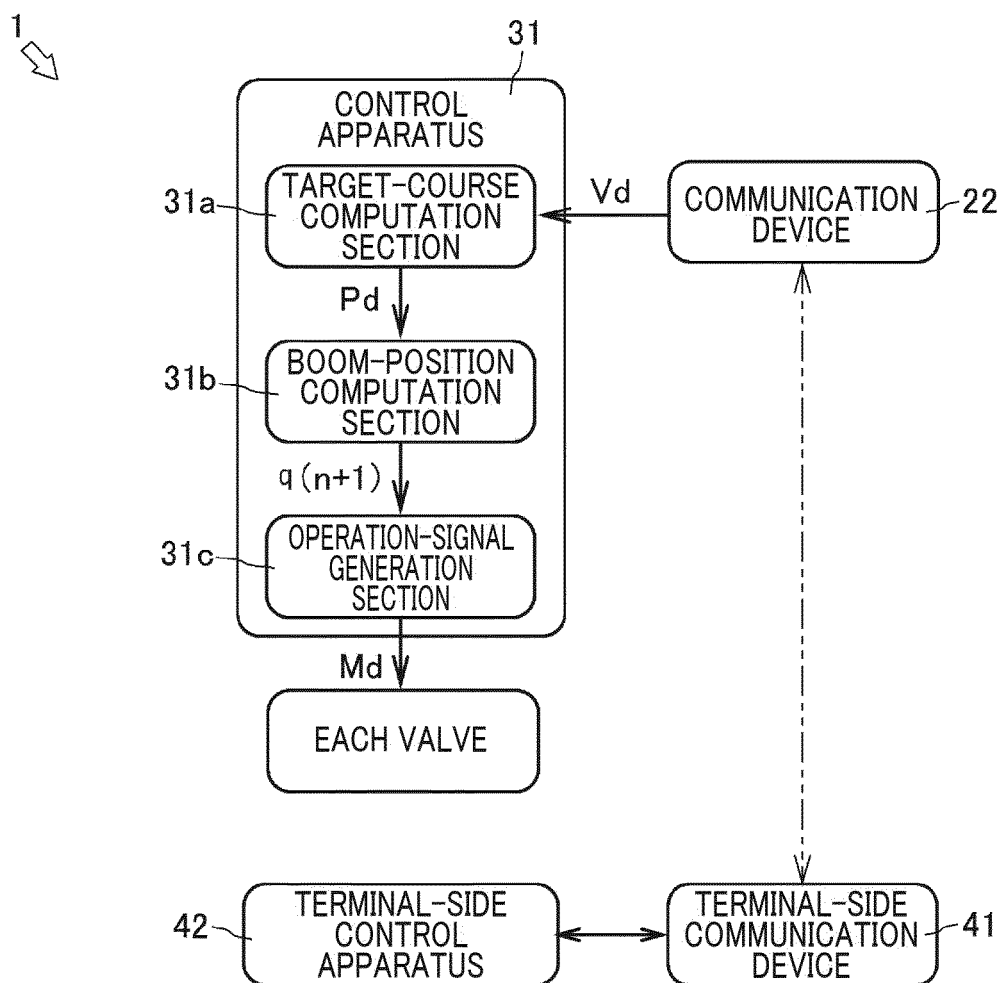 1
31
CONTROL
APPARATUS
31a
TARGET-COURSE
COMPUTATION
SECTION
Vd
COMMUNICATION
DEVICE
22
Pd
31b
BOOM-POSITION
COMPUTATION
SECTION
q(n+1)
31c
OPERATION-SIGNAL
GENERATION
SECTION
Md
EACH VALVE
42
TERMINAL-SIDE
CONTROL
APPARATUS
TERMINAL-SIDE
COMMUNICATION
DEVICE
41